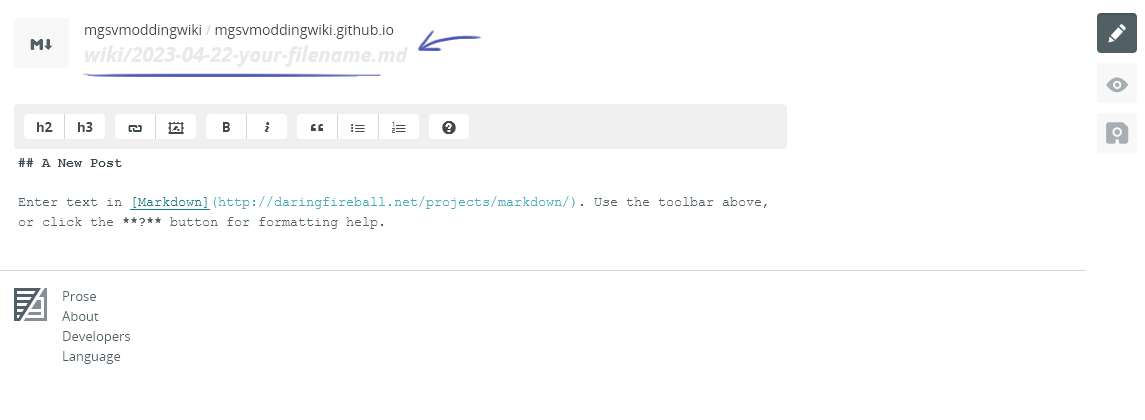 M↓
mgsvmoddingwiki / mgsvmoddingwiki.github.io
wiki/2023-04-22-your-filename.md
h2 h3 B i “ ?
## A New Post
Enter text in [Markdown](http://daringfireball.net/projects/markdown/). Use the toolbar above,
or click the **?** button for formatting help.
Prose
About
Developers
Language